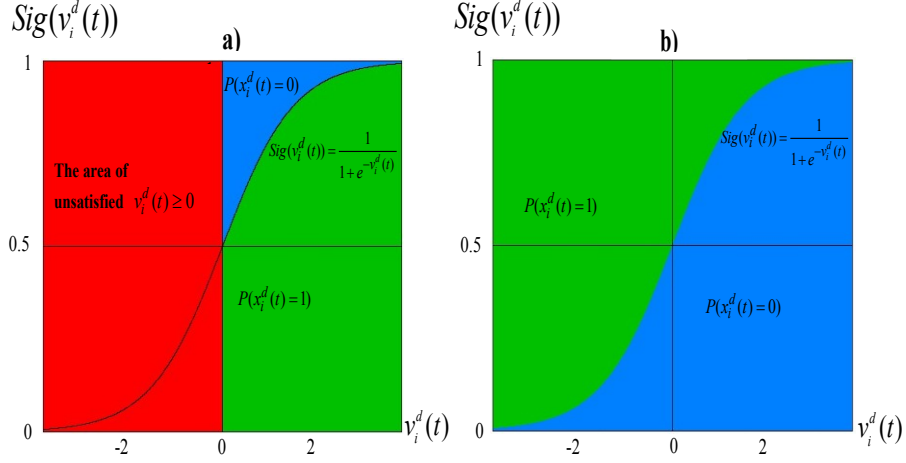 Sig(v_i^d(t))
a)
1
P(x_i^d(t)=0)
Sig(v_i^d(t))=1/(1+e^{-v_i^d(t)})
The area of
unsatisfied v_i^d(t)≥0
0.5
P(x_i^d(t)=1)
0
v_i^d(t)
-2 0 2
Sig(v_i^d(t))
b)
1
Sig(v_i^d(t))=1/(1+e^{-v_i^d(t)})
P(x_i^d(t)=1)
0.5
P(x_i^d(t)=0)
0
v_i^d(t)
-2 0 2